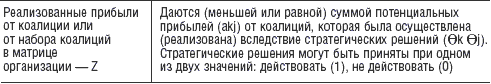 Реализованные прибыли
от коалиции или
от набора коалиций
в матрице
организации — Z
Даются (меньшей или равной) суммой потенциальных
прибылей (akj) от коалиций, которая была осуществлена
(реализована) вследствие стратегических решений (Өk Өj).
Стратегические решения могут быть приняты при одном
из двух значений: действовать (1), не действовать (0)